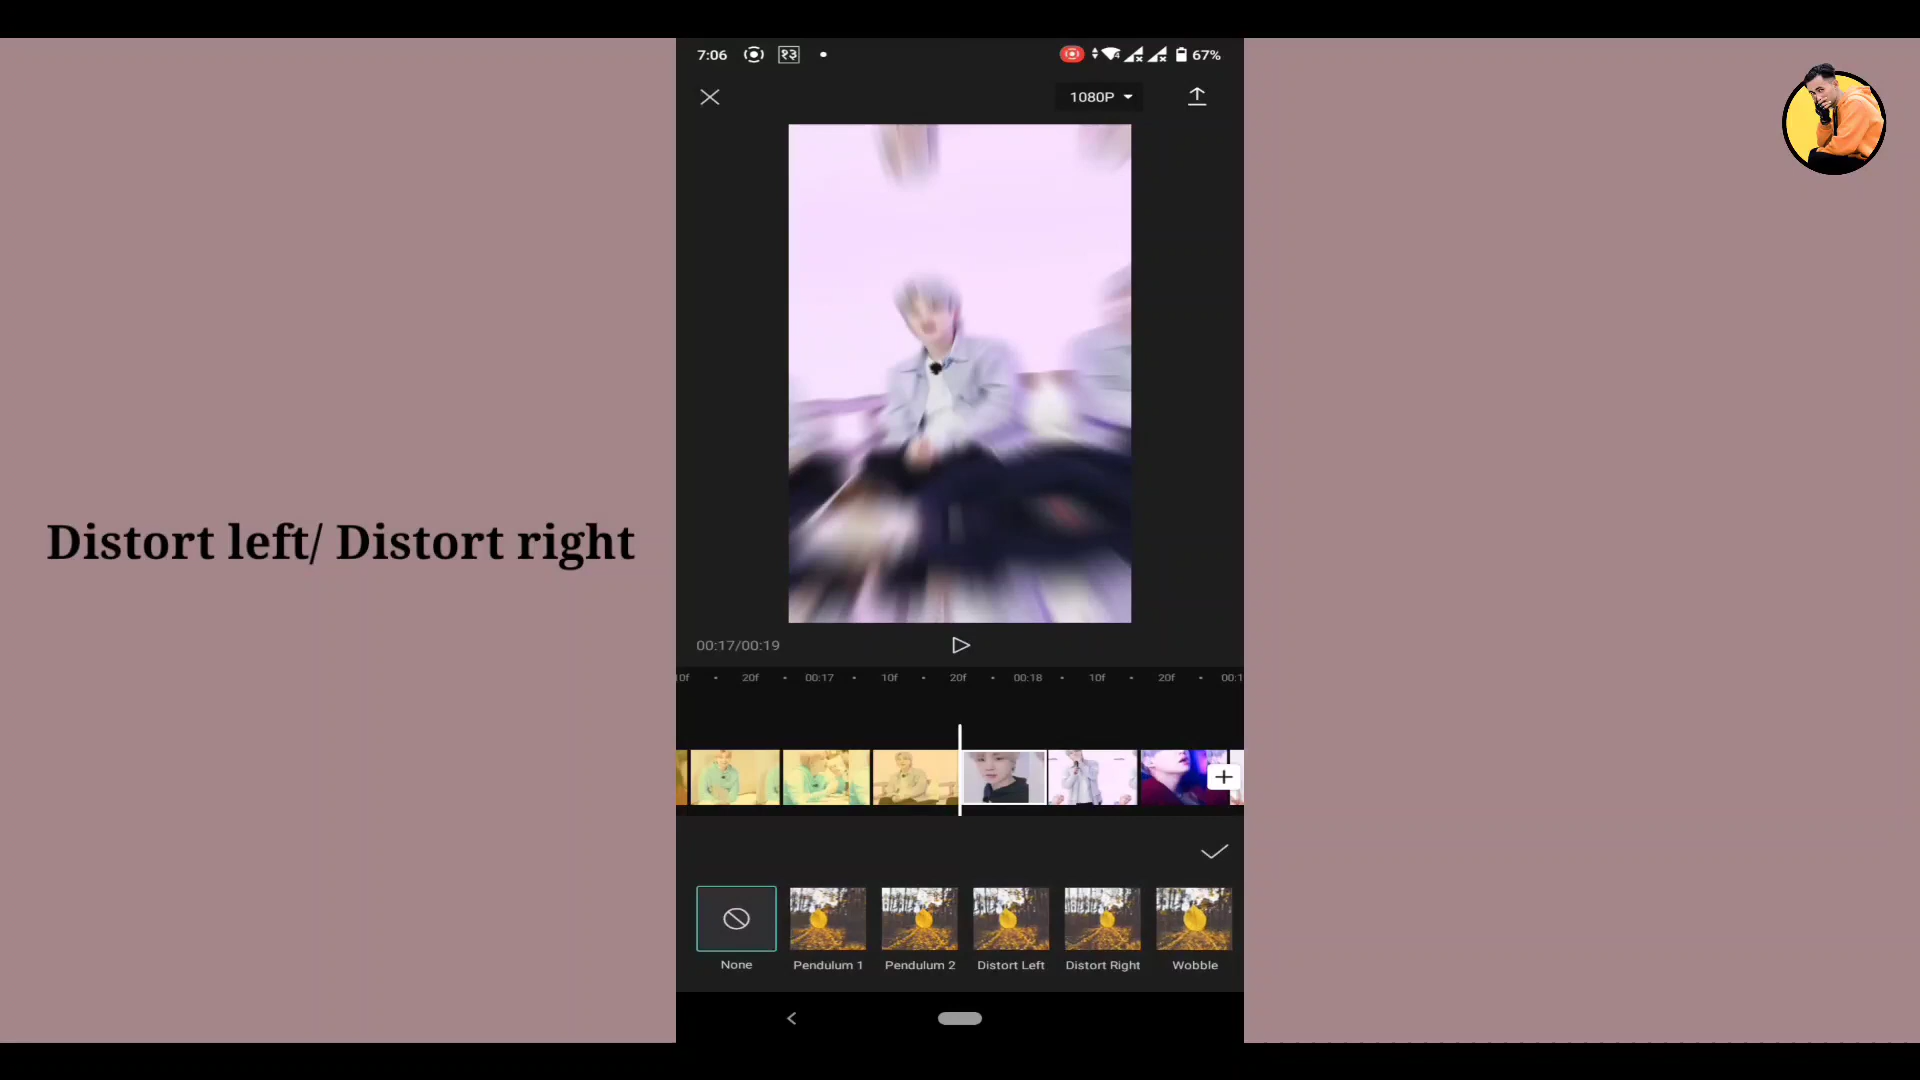 7:06 १३ 67%
1080P
Distort left/ Distort right
00:17/00:19
20f 00:17 10f 20f 00:18 10f 20f
None Pendulum 1 Pendulum 2 Distort Left Distort Right Wobble